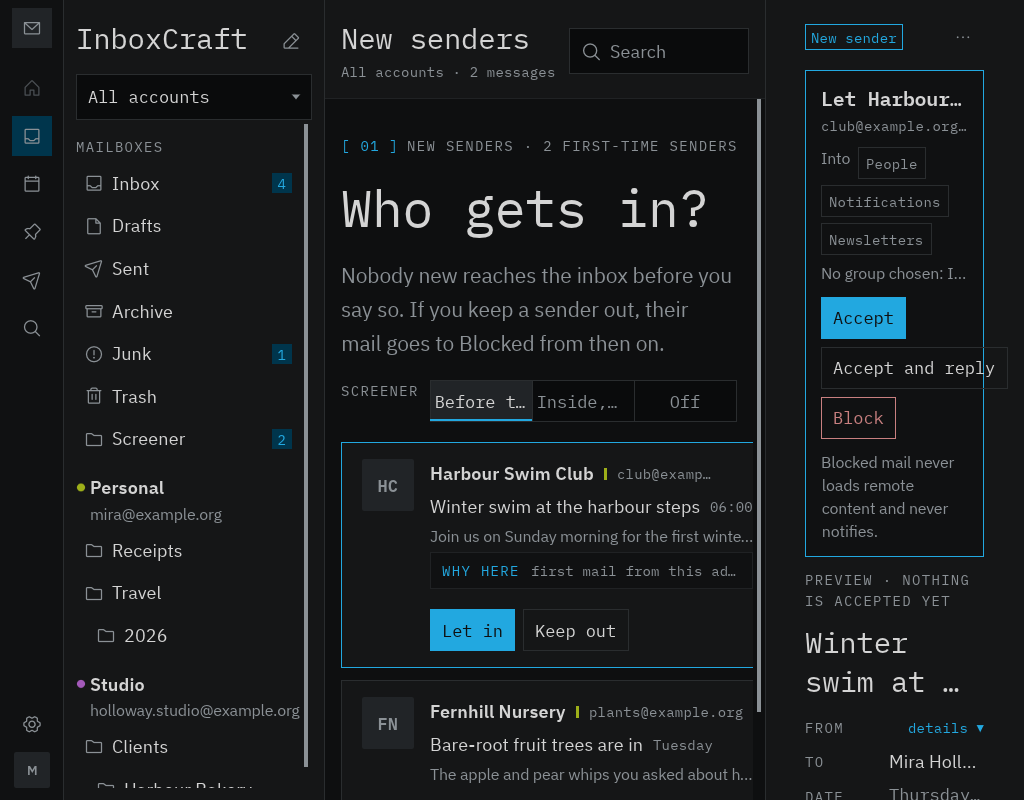 InboxCraft
All accounts
MAILBOXES
Inbox 4
Drafts
Sent
Archive
Junk 1
Trash
Screener 2
Personal
mira@example.org
Receipts
Travel
2026
Studio
holloway.studio@example.org
Clients
Harbour Bakery
M
New senders
All accounts · 2 messages
Search
[ 01 ] NEW SENDERS · 2 FIRST-TIME SENDERS
Who gets in?
Nobody new reaches the inbox before you
say so. If you keep a sender out, their
mail goes to Blocked from then on.
SCREENER Before t… Inside,… Off
HC
Harbour Swim Club club@examp…
Winter swim at the harbour steps 06:00
Join us on Sunday morning for the first winte…
WHY HERE first mail from this ad…
Let in Keep out
FN
Fernhill Nursery plants@example.org
Bare-root fruit trees are in Tuesday
The apple and pear whips you asked about h…
New sender ···
Let Harbour…
club@example.org…
Into People
Notifications
Newsletters
No group chosen: I…
Accept
Accept and reply
Block
Blocked mail never
loads remote
content and never
notifies.
PREVIEW · NOTHING
IS ACCEPTED YET
Winter
swim at …
FROM details ▾
TO Mira Holl…
DATE Thursday…